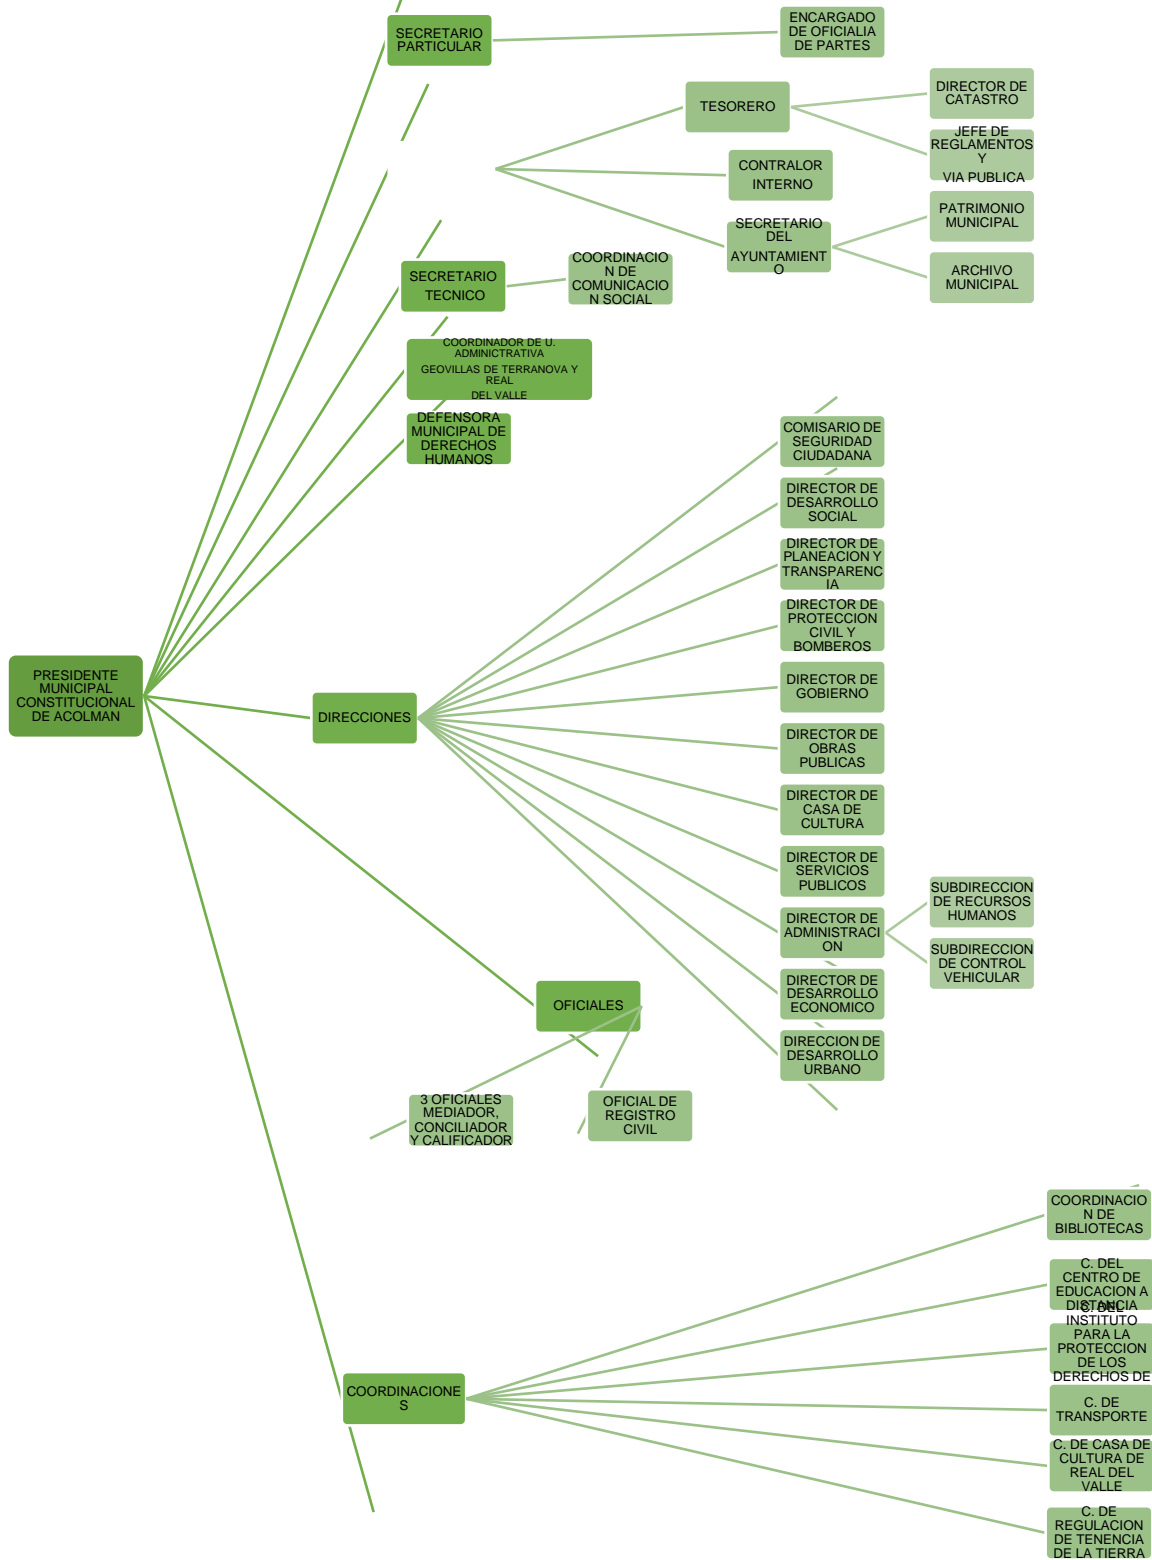 SECRETARIO
PARTICULAR
ENCARGADO
DE OFICIALIA
DE PARTES
TESORERO
DIRECTOR DE
CATASTRO
JEFE DE
REGLAMENTOS
Y
VIA PUBLICA
CONTRALOR
INTERNO
SECRETARIO
DEL
AYUNTAMIENT
O
PATRIMONIO
MUNICIPAL
ARCHIVO
MUNICIPAL
SECRETARIO
TECNICO
COORDINACIO
N DE
COMUNICACIO
N SOCIAL
COORDINADOR DE U.
ADMINICTRATIVA
GEOVILLAS DE TERRANOVA Y
REAL
DEL VALLE
DEFENSORA
MUNICIPAL DE
DERECHOS
HUMANOS
PRESIDENTE
MUNICIPAL
CONSTITUCIONAL
DE ACOLMAN
DIRECCIONES
COMISARIO DE
SEGURIDAD
CIUDADANA
DIRECTOR DE
DESARROLLO
SOCIAL
DIRECTOR DE
PLANEACION Y
TRANSPARENC
IA
DIRECTOR DE
PROTECCION
CIVIL Y
BOMBEROS
DIRECTOR DE
GOBIERNO
DIRECTOR DE
OBRAS
PUBLICAS
DIRECTOR DE
CASA DE
CULTURA
DIRECTOR DE
SERVICIOS
PUBLICOS
DIRECTOR DE
ADMINISTRACI
ON
SUBDIRECCION
DE RECURSOS
HUMANOS
SUBDIRECCION
DE CONTROL
VEHICULAR
DIRECTOR DE
DESARROLLO
ECONOMICO
DIRECCION DE
DESARROLLO
URBANO
OFICIALES
3 OFICIALES
MEDIADOR,
CONCILIADOR
Y CALIFICADOR
OFICIAL DE
REGISTRO
CIVIL
COORDINACIONE
S
COORDINACIO
N DE
BIBLIOTECAS
C. DEL
CENTRO DE
EDUCACION A
DISTANCIA
C. DEL
INSTITUTO
PARA LA
PROTECCION
DE LOS
DERECHOS DE
C. DE
TRANSPORTE
C. DE CASA DE
CULTURA DE
REAL DEL
VALLE
C. DE
REGULACION
DE TENENCIA
DE LA TIERRA